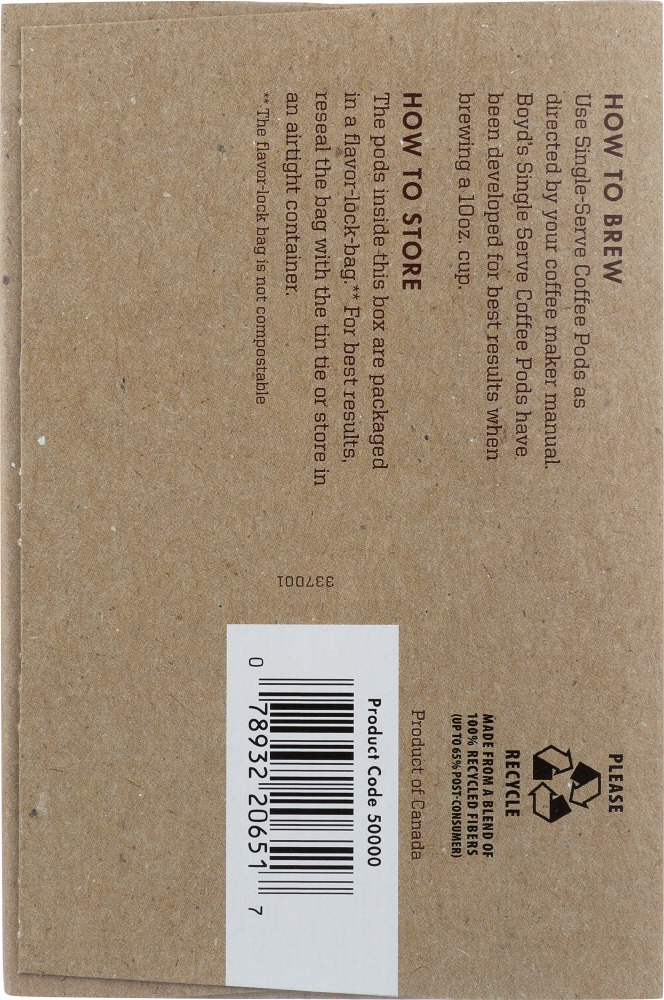 HOW TO BREW
Use Single-Serve Coffee Pods as
directed by your coffee maker manual.
Boyd's Single Serve Coffee Pods have
been developed for best results when
brewing a 10oz. cup.
HOW TO STORE
The pods inside this box are packaged
in a flavor-lock-bag.** For best results,
reseal the bag with the tin tie or store in
an airtight container.
** The flavor-lock bag is not compostable
337001
PLEASE
RECYCLE
MADE FROM A BLEND OF
100% RECYCLED FIBERS
(UP TO 65% POST-CONSUMER)
Product of Canada
Product Code 50000
0 78932 20651 7